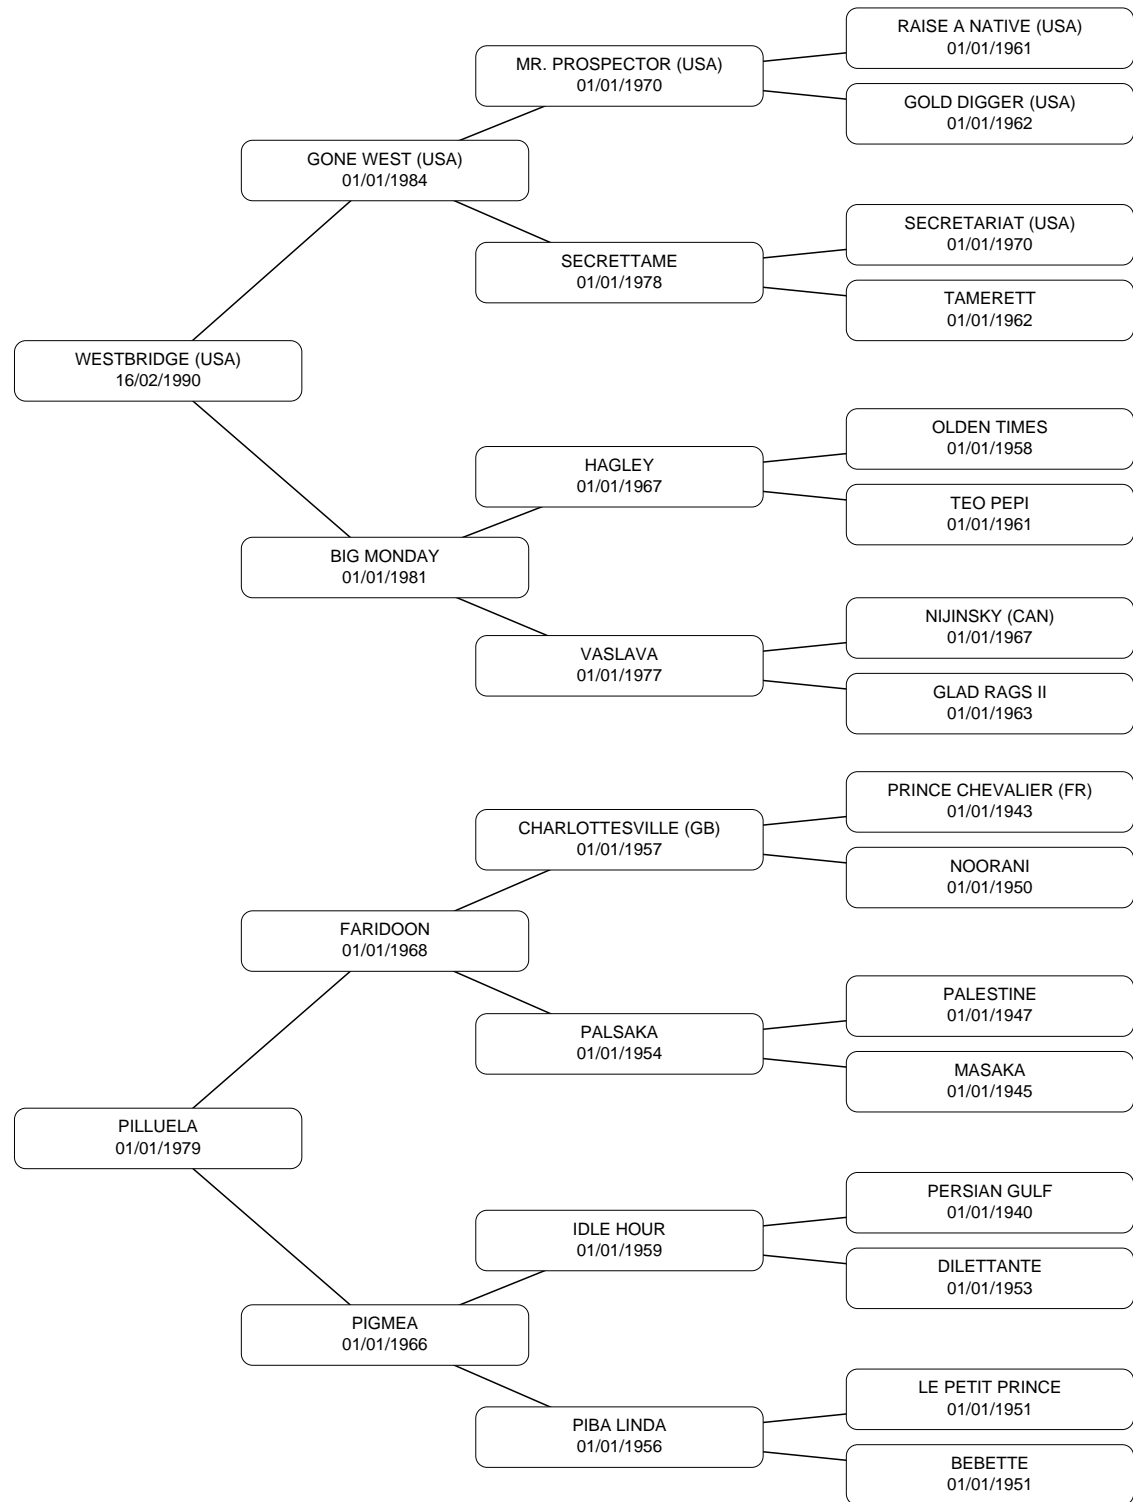 RAISE A NATIVE (USA)
01/01/1961
MR. PROSPECTOR (USA)
01/01/1970
GOLD DIGGER (USA)
01/01/1962
GONE WEST (USA)
01/01/1984
SECRETARIAT (USA)
01/01/1970
SECRETTAME
01/01/1978
TAMERETT
01/01/1962
WESTBRIDGE (USA)
16/02/1990
OLDEN TIMES
01/01/1958
HAGLEY
01/01/1967
TEO PEPI
01/01/1961
BIG MONDAY
01/01/1981
NIJINSKY (CAN)
01/01/1967
VASLAVA
01/01/1977
GLAD RAGS II
01/01/1963
PRINCE CHEVALIER (FR)
01/01/1943
CHARLOTTESVILLE (GB)
01/01/1957
NOORANI
01/01/1950
FARIDOON
01/01/1968
PALESTINE
01/01/1947
PALSAKA
01/01/1954
MASAKA
01/01/1945
PILLUELA
01/01/1979
PERSIAN GULF
01/01/1940
IDLE HOUR
01/01/1959
DILETTANTE
01/01/1953
PIGMEA
01/01/1966
LE PETIT PRINCE
01/01/1951
PIBA LINDA
01/01/1956
BEBETTE
01/01/1951